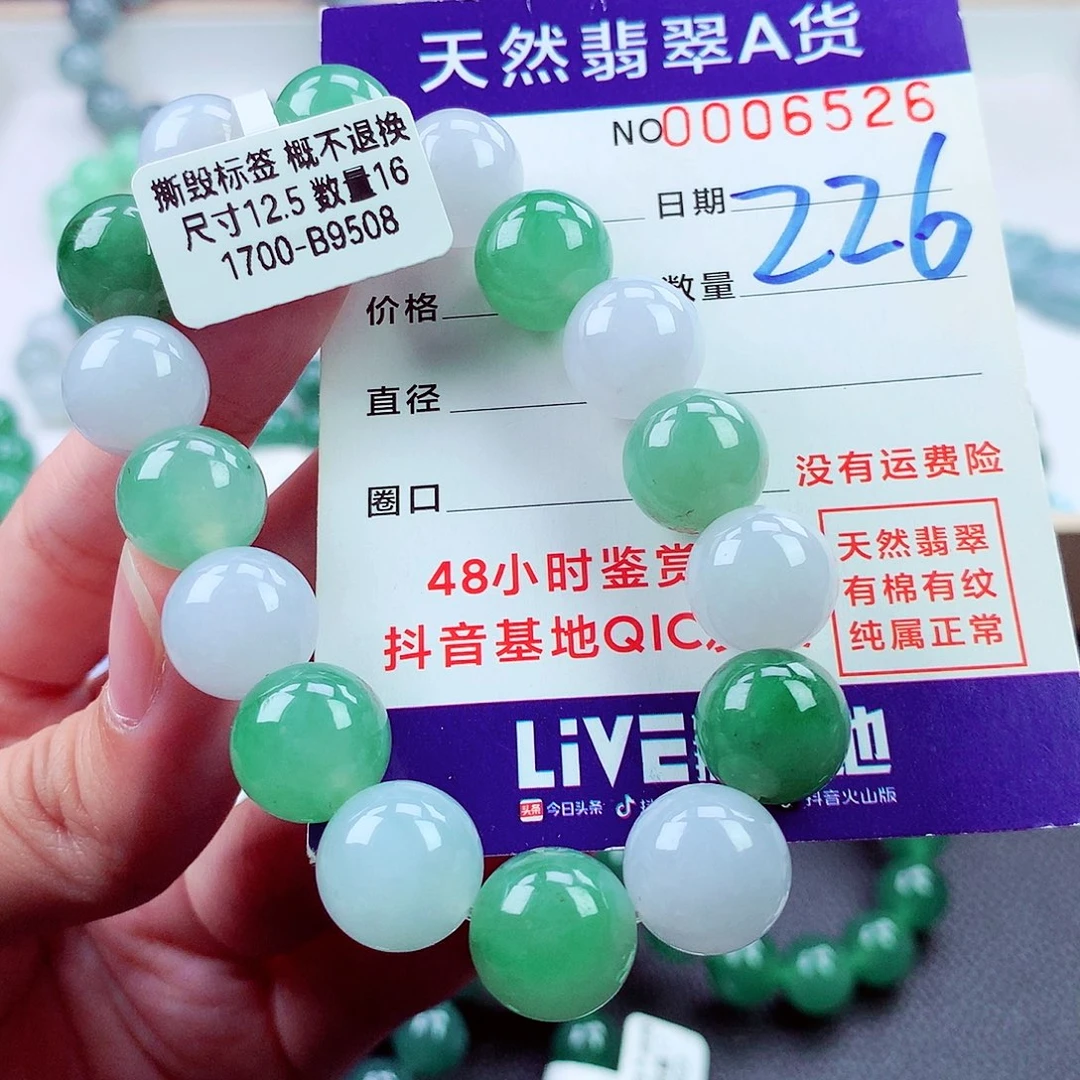 天然翡翠A货
NO0006526
撕毁标签 概不退换
尺寸12.5 数量16
1700-B9508
日期
226
价格
数量
直径
圈口
没有运费险
48小时鉴赏
抖音基地QIC
天然翡翠
有棉有纹
纯属正常
LiVE
头条 今日头条
抖音火山版